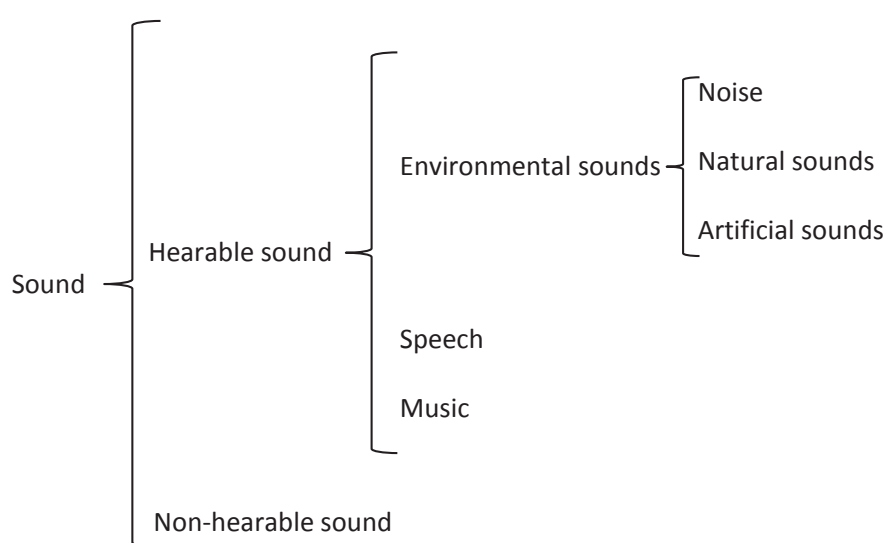 Noise
Environmental sounds
Natural sounds
Artificial sounds
Hearable sound
Sound
Speech
Music
Non-hearable sound